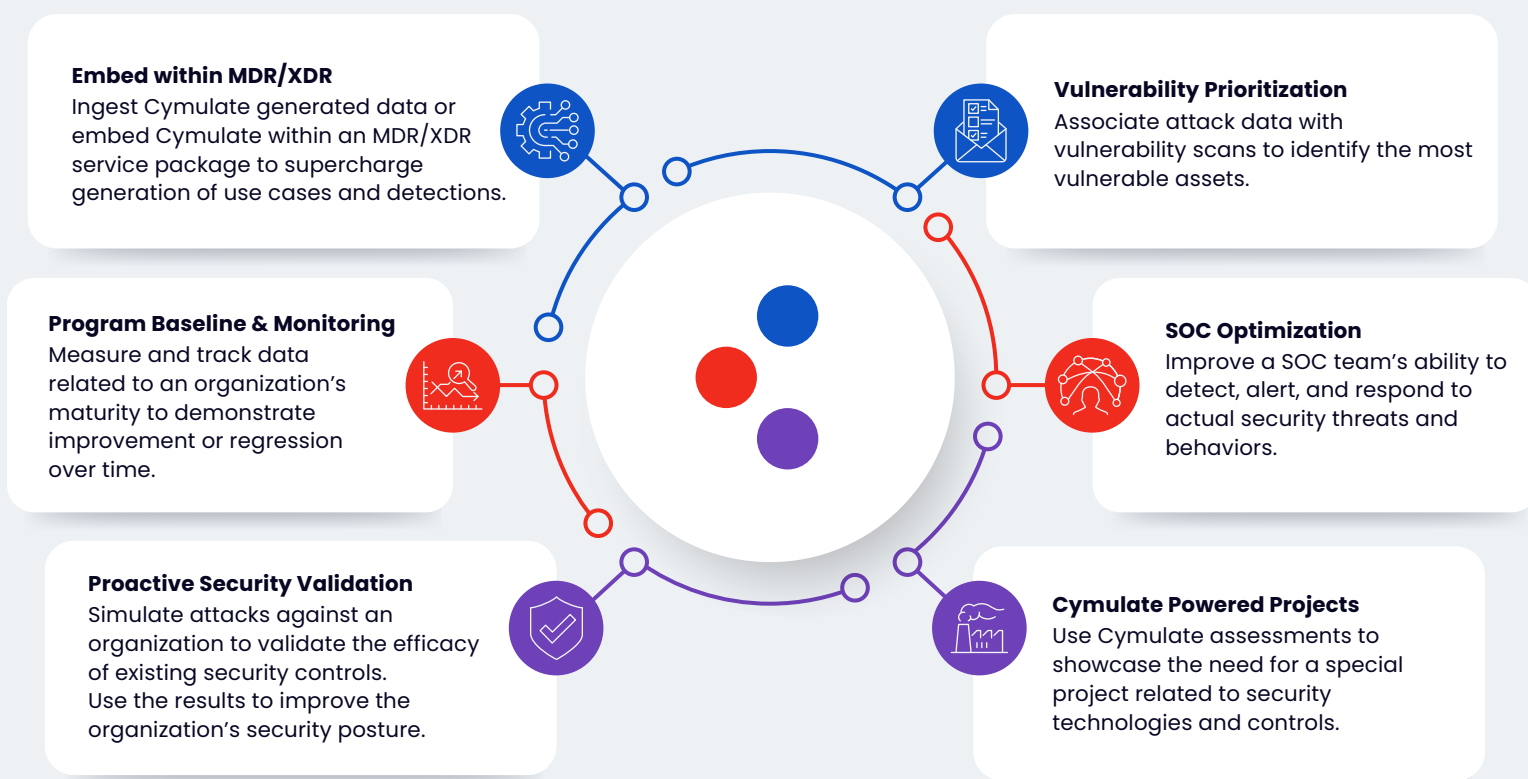 Embed within MDR/XDR
Ingest Cymulate generated data or
embed Cymulate within an MDR/XDR
service package to supercharge
generation of use cases and detections.
Vulnerability Prioritization
Associate attack data with
vulnerability scans to identify the most
vulnerable assets.
Program Baseline & Monitoring
Measure and track data
related to an organization’s
maturity to demonstrate
improvement or regression
over time.
SOC Optimization
Improve a SOC team’s ability to
detect, alert, and respond to
actual security threats and
behaviors.
Proactive Security Validation
Simulate attacks against an
organization to validate the efficacy
of existing security controls.
Use the results to improve the
organization’s security posture.
Cymulate Powered Projects
Use Cymulate assessments to
showcase the need for a special
project related to security
technologies and controls.